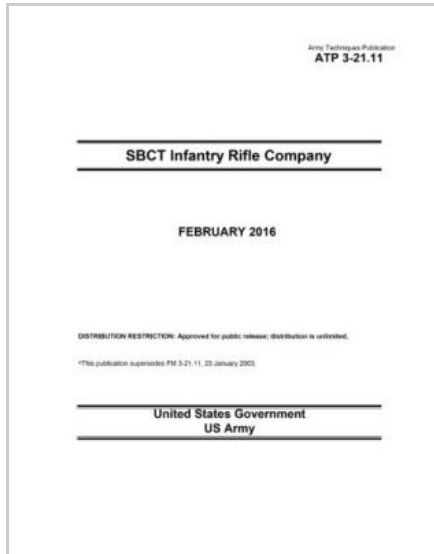 Army Techniques Publication
ATP 3-21.11
SBCT Infantry Rifle Company
FEBRUARY 2016
DISTRIBUTION RESTRICTION: Approved for public release; distribution is unlimited.
*This publication supersedes FM 3-21.11, 23 January 2003.
United States Government
US Army